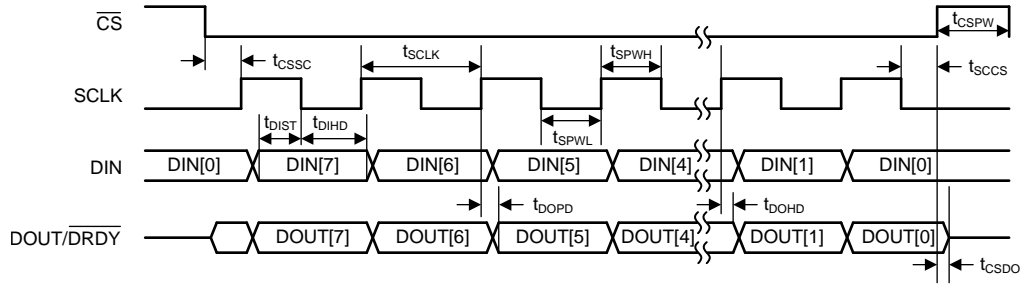 CS
tCSPW
tCSSC
tSCLK
tSPWH
tSCCS
SCLK
tDIST
tDIHD
tSPWL
DIN
DIN[0]
DIN[7]
DIN[6]
DIN[5]
DIN[4]
DIN[1]
DIN[0]
tDOPD
tDOHD
DOUT/DRDY
DOUT[7]
DOUT[6]
DOUT[5]
DOUT[4]
DOUT[1]
DOUT[0]
tCSDO